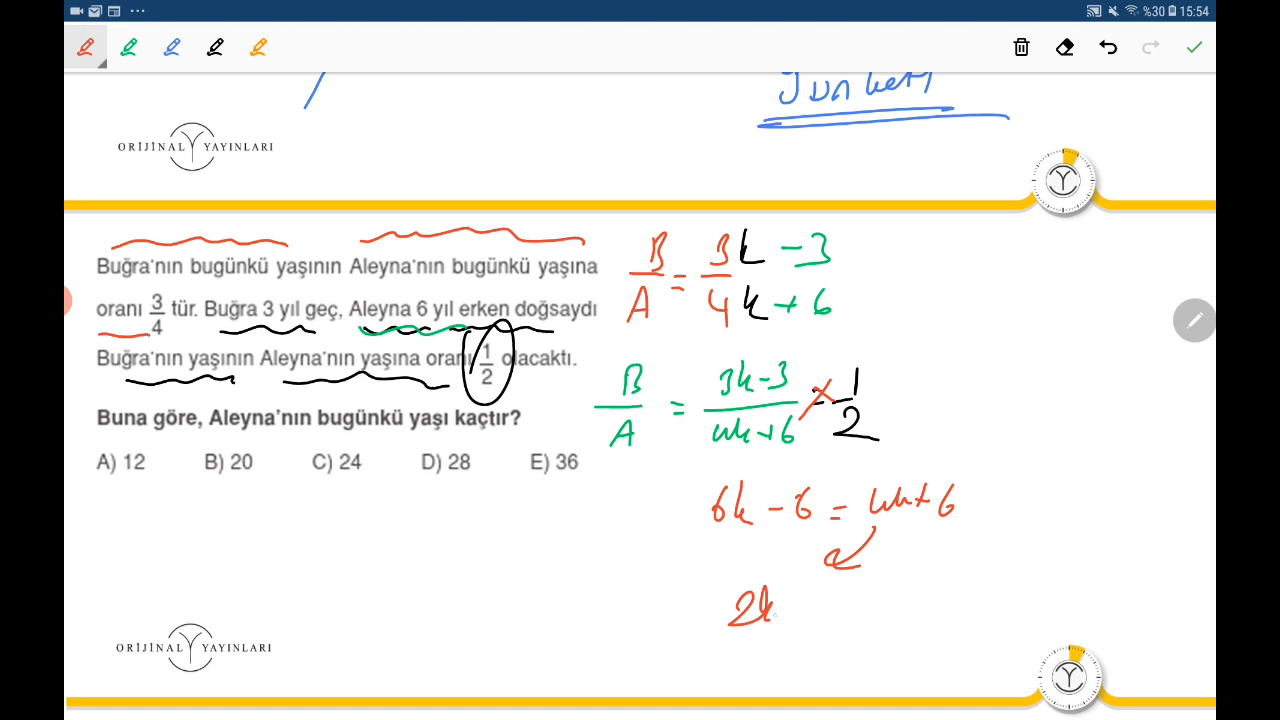 %30 15:54
ORİJİNAL YAYINLARI
Buğra'nın bugünkü yaşının Aleyna'nın bugünkü yaşına
oranı 3/4 tür. Buğra 3 yıl geç, Aleyna 6 yıl erken doğsaydı
Buğra'nın yaşının Aleyna'nın yaşına oranı 1/2 olacaktı.
Buna göre, Aleyna'nın bugünkü yaşı kaçtır?
A) 12 B) 20 C) 24 D) 28 E) 36
B/A = 3k - 3
4k + 6
B/A = 3k-3/4k+6 = 1/2
6k - 6 = 4k + 6
2k
ORİJİNAL YAYINLARI